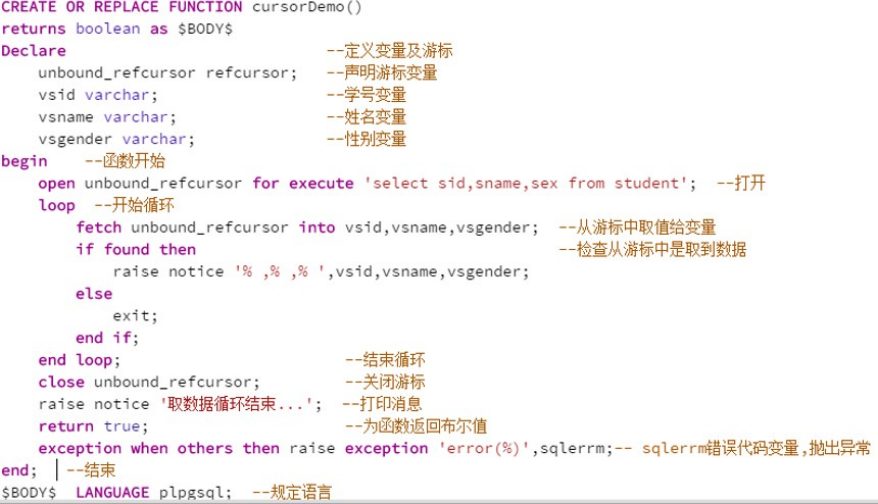 CREATE OR REPLACE FUNCTION cursorDemo()
returns boolean as $BODY$
Declare --定义变量及游标
unbound_refcursor refcursor; --声明游标变量
vsid varchar; --学号变量
vsname varchar; --姓名变量
vsgender varchar; --性别变量
begin --函数开始
open unbound_refcursor for execute 'select sid,sname,sex from student'; --打开
loop --开始循环
fetch unbound_refcursor into vsid,vsname,vsgender; --从游标中取值给变量
if found then --检查从游标中是取到数据
raise notice '% ,% ,% ',vsid,vsname,vsgender;
else
exit;
end if;
end loop; --结束循环
close unbound_refcursor; --关闭游标
raise notice '取数据循环结束...'; --打印消息
return true; --为函数返回布尔值
exception when others then raise exception 'error(%)',sqlerrm;-- sqlerrm错误代码变量,抛出异常
end; --结束
$BODY$ LANGUAGE plpgsql; --规定语言